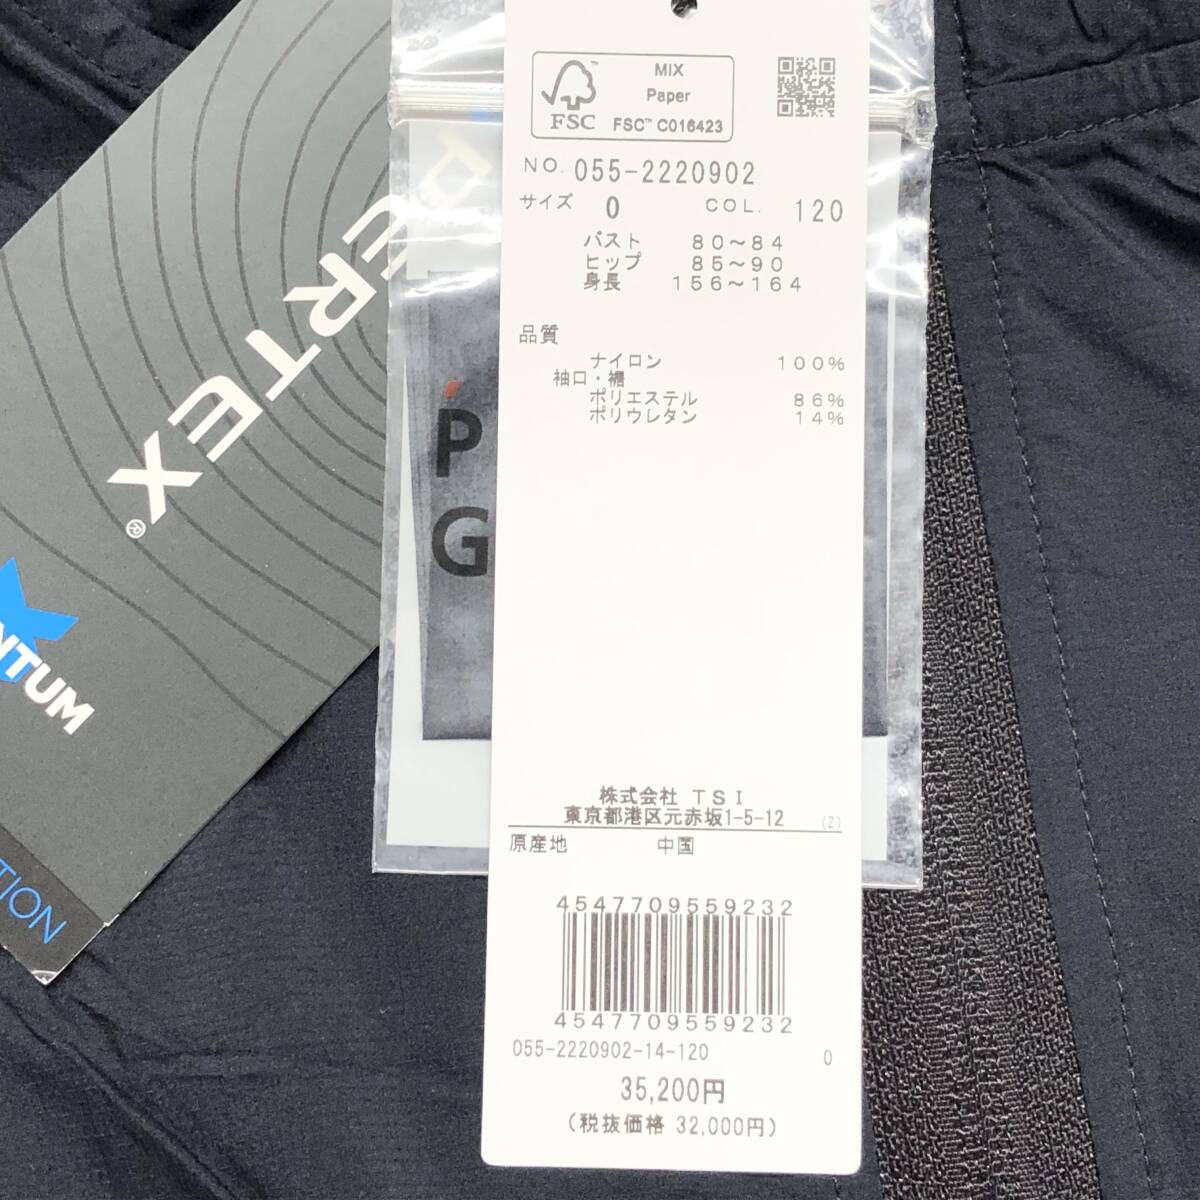 MIX
Paper
FSC
FSC™ C016423
NO. 055-2220902
サイズ 0 COL. 120
バスト 80～84
ヒップ 85～90
身長 156～164
品質
ナイロン 100%
袖口・裾
ポリエステル 86%
ポリウレタン 14%
株式会社 TSI
東京都港区元赤坂1-5-12 (2)
原産地 中国
4547709559232
4547709559232
055-2220902-14-120 0
35,200円
(税抜価格 32,000円)
PERTEX®
NTUM
TION
P
G